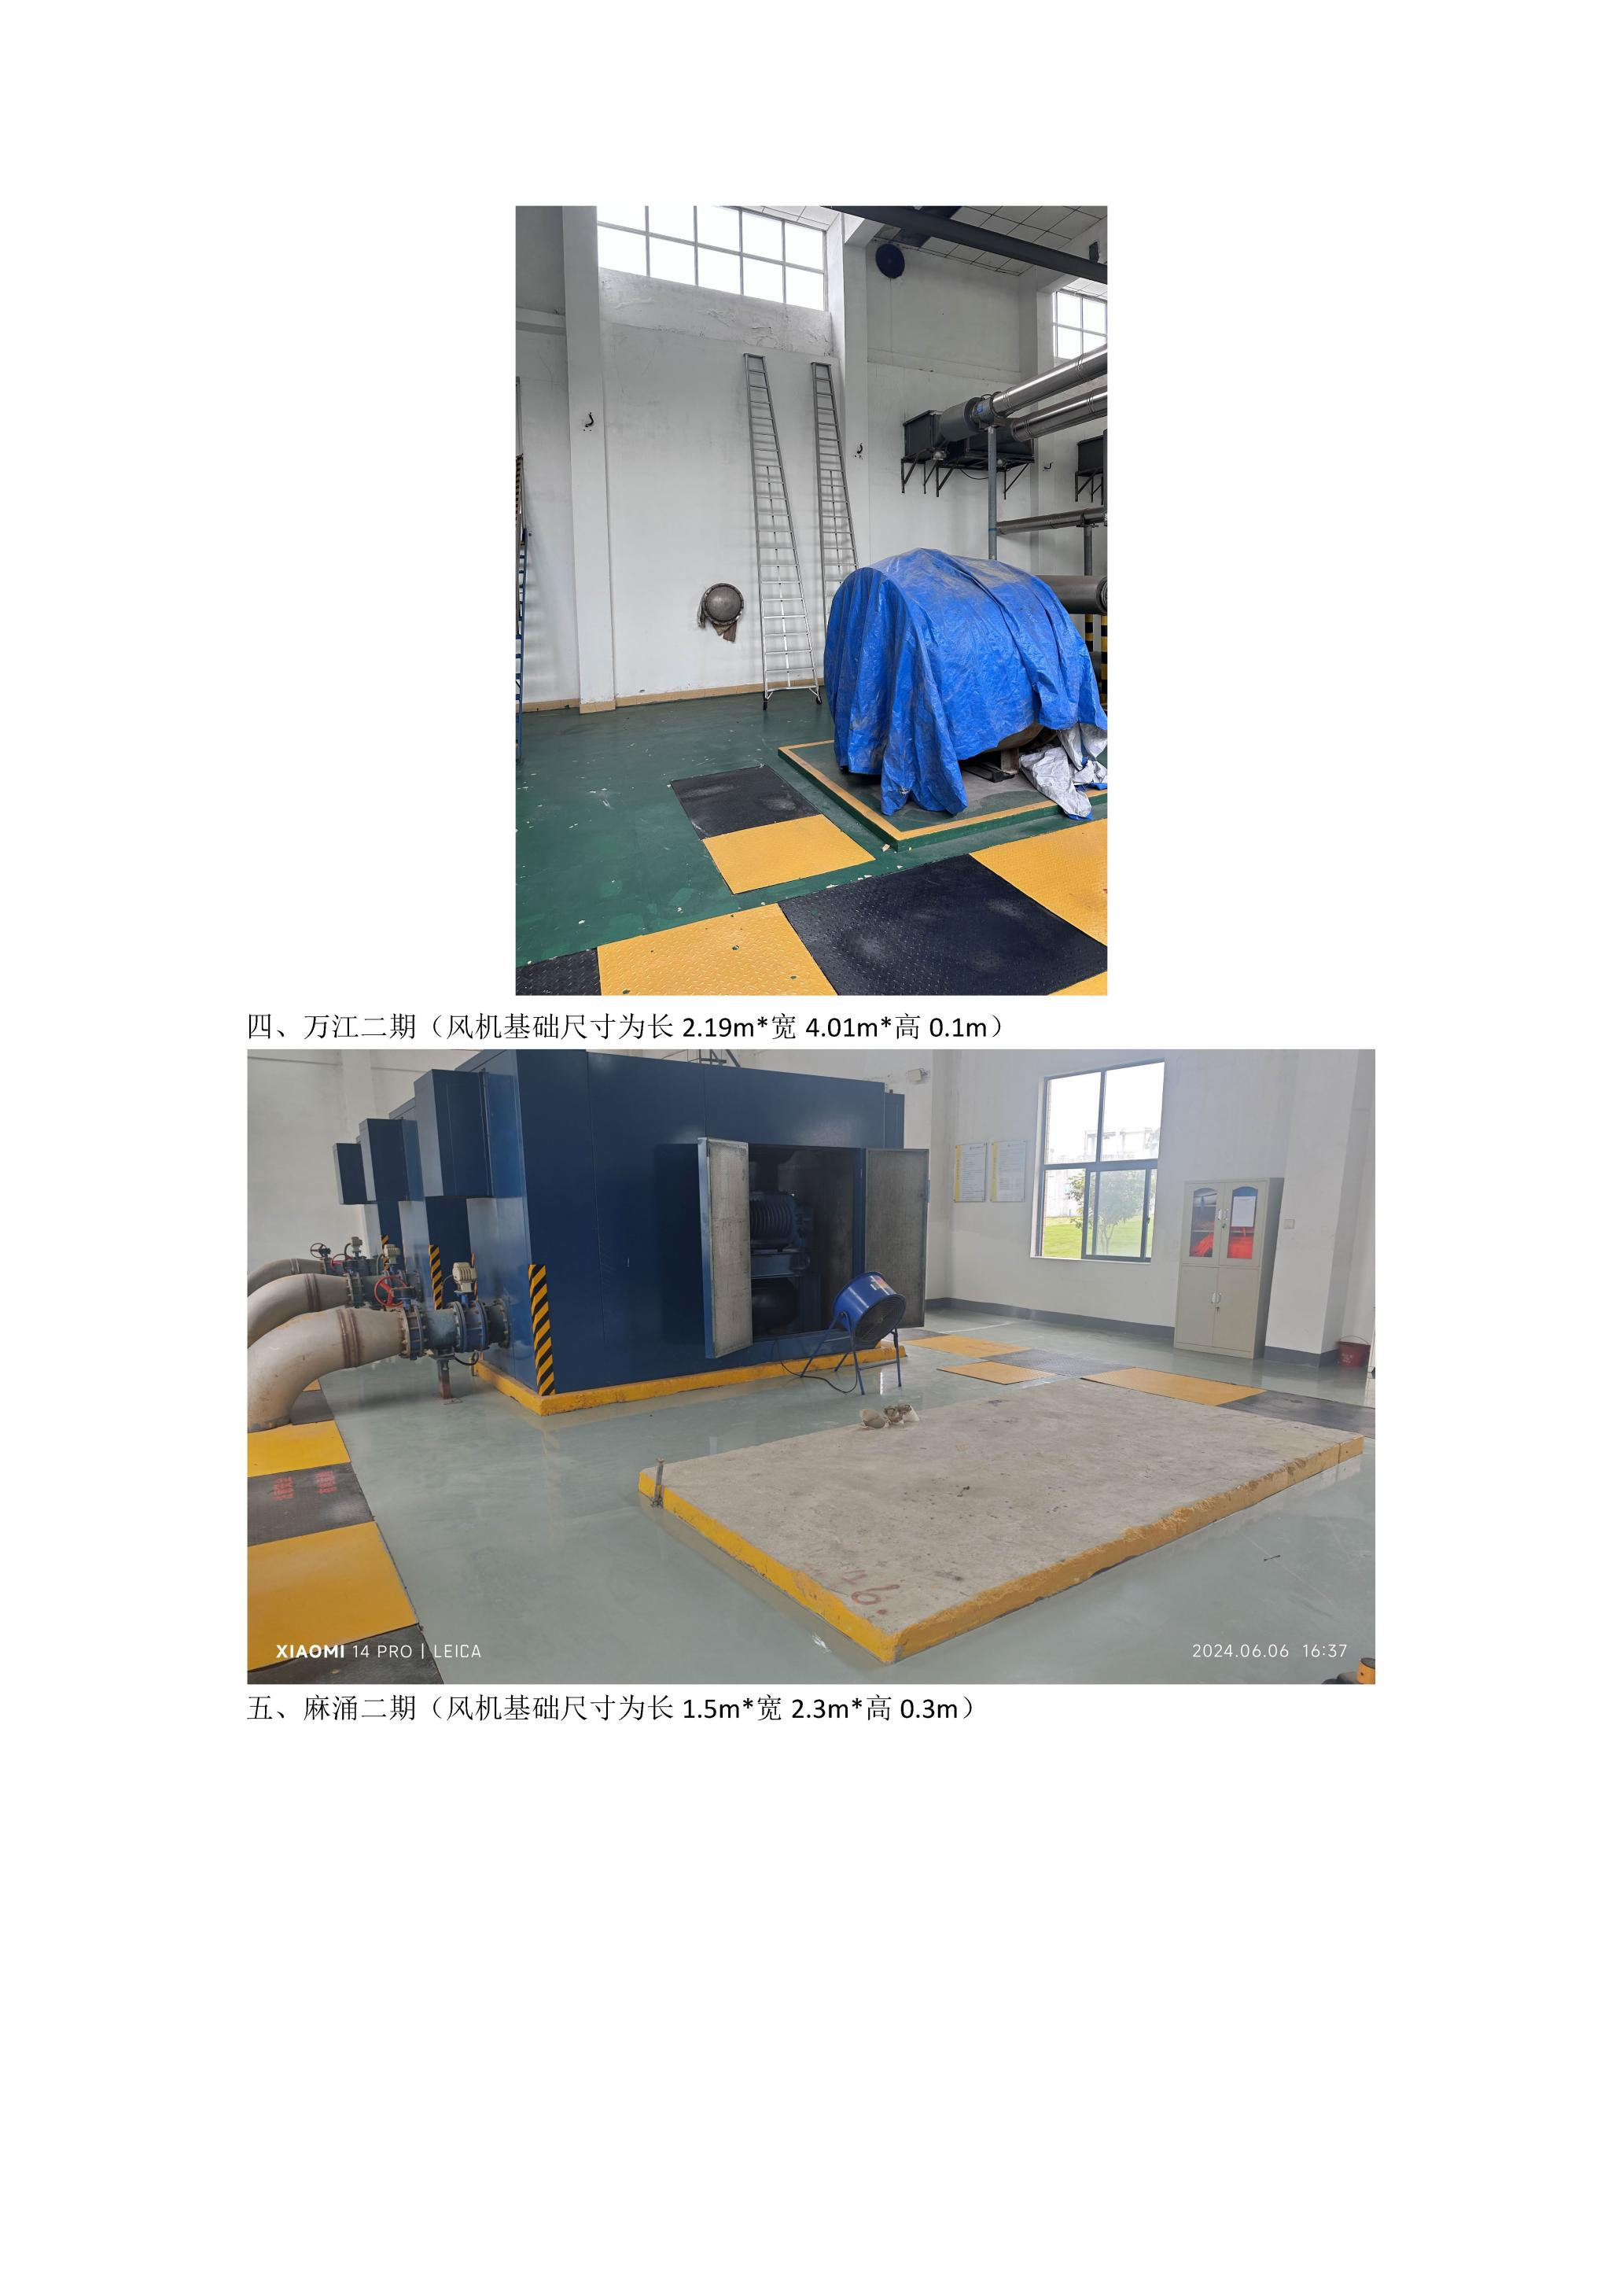 四、万江二期（风机基础尺寸为长 2.19m*宽 4.01m*高 0.1m）
16.
XIAOMI 14 PRO | LEICA
2024.06.06 16:37
五、麻涌二期（风机基础尺寸为长 1.5m*宽 2.3m*高 0.3m）